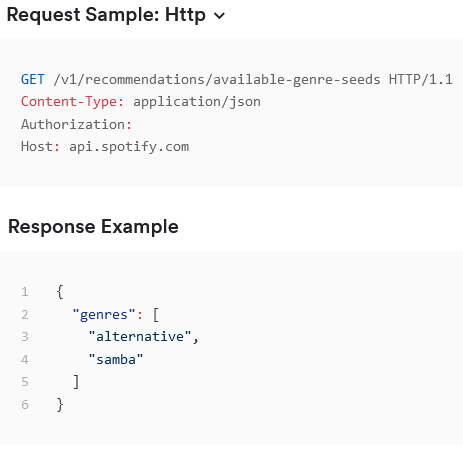 Request Sample: Http
GET /v1/recommendations/available-genre-seeds HTTP/1.1
Content-Type: application/json
Authorization:
Host: api.spotify.com
Response Example
1 {
2 "genres": [
3 "alternative",
4 "samba"
5 ]
6 }